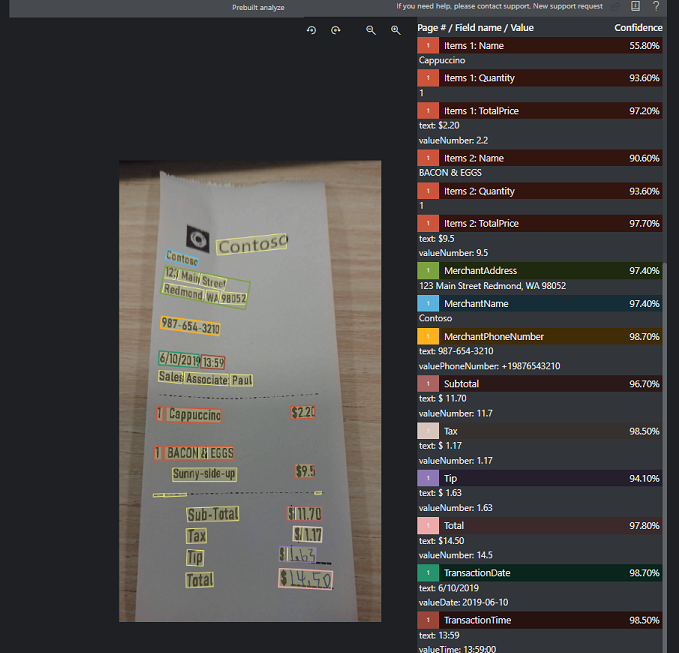 Prebuilt analyze
If you need help, please contact support. New support request
?
Page # / Field name / Value Confidence
1 Items 1: Name 55.80%
Cappuccino
1 Items 1: Quantity 93.60%
1
1 Items 1: TotalPrice 97.20%
text: $2.20
valueNumber: 2.2
1 Items 2: Name 90.60%
BACON & EGGS
1 Items 2: Quantity 93.60%
1
1 Items 2: TotalPrice 97.70%
text: $9.5
valueNumber: 9.5
1 MerchantAddress 97.40%
123 Main Street Redmond, WA 98052
1 MerchantName 97.40%
Contoso
1 MerchantPhoneNumber 98.70%
text: 987-654-3210
valuePhoneNumber: +19876543210
1 Subtotal 96.70%
text: $ 11.70
valueNumber: 11.7
1 Tax 98.50%
text: $ 1.17
valueNumber: 1.17
1 Tip 94.10%
text: $ 1.63
valueNumber: 1.63
1 Total 97.80%
text: $14.50
valueNumber: 14.5
1 TransactionDate 98.70%
text: 6/10/2019
valueDate: 2019-06-10
1 TransactionTime 98.50%
text: 13:59
valueTime: 13:59:00
Contoso
Contoso
123 Main Street
Redmond, WA 98052
987-654-3210
6/10/2019 13:59
Sales Associate: Paul
1 Cappuccino $2.20
1 BACON & EGGS
Sunny-side-up $9.5
Sub-Total $ 11.70
Tax $ 1.17
Tip $ 1.63
Total $14.50